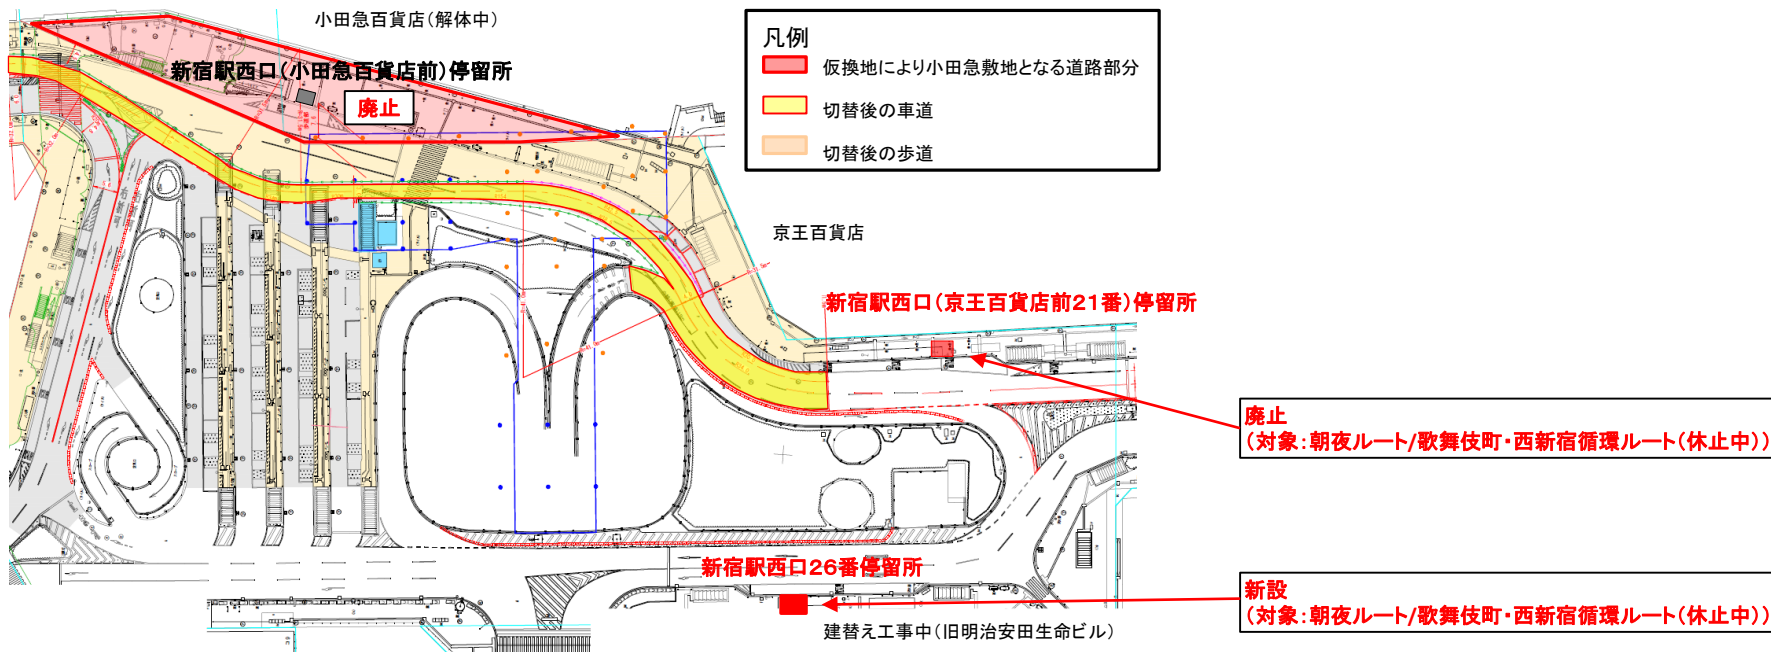 小田急百貨店（解体中）
新宿駅西口（小田急百貨店前）停留所
廃止
凡例
仮換地により小田急敷地となる道路部分
切替後の車道
切替後の歩道
京王百貨店
新宿駅西口（京王百貨店前２１番）停留所
廃止
（対象：朝夜ルート/歌舞伎町・西新宿循環ルート（休止中））
新宿駅西口２６番停留所
新設
（対象：朝夜ルート/歌舞伎町・西新宿循環ルート（休止中））
建替え工事中（旧明治安田生命ビル）